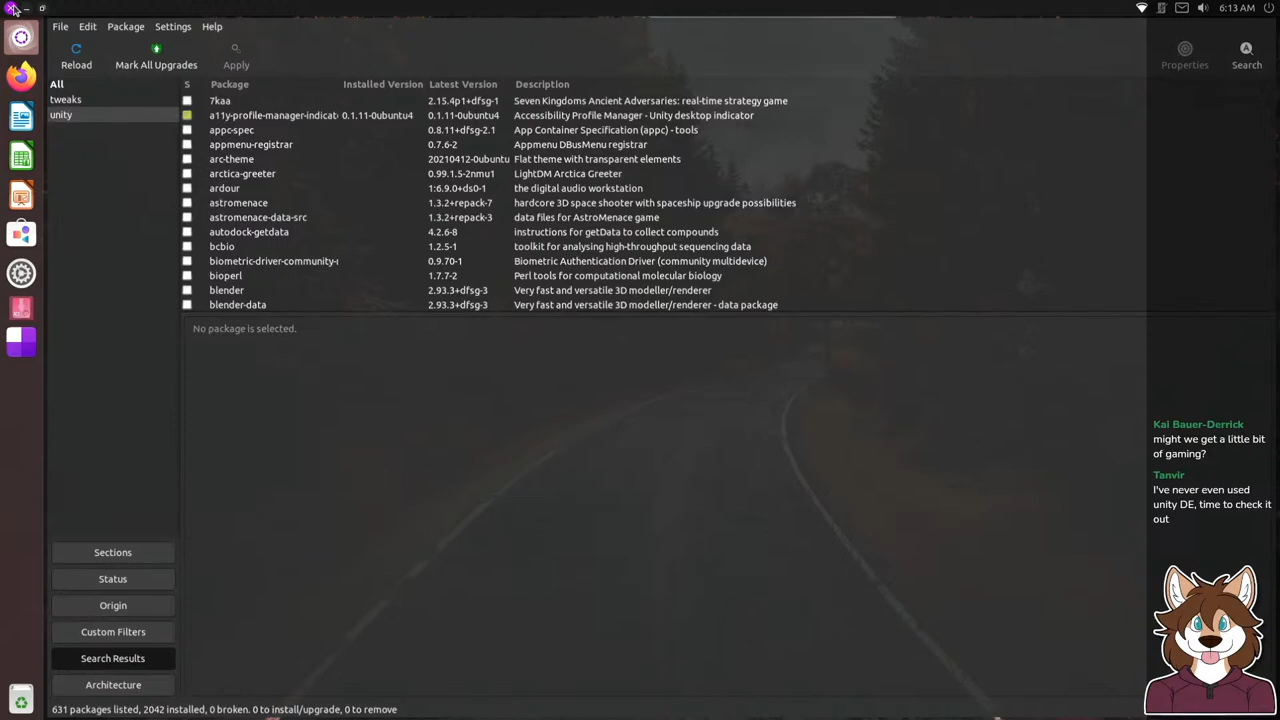 6:13 AM
File Edit Package Settings Help
Reload Mark All Upgrades Apply Properties Search
All
tweaks
unity
S Package Installed Version Latest Version Description
7kaa 2.15.4p1+dfsg-1 Seven Kingdoms Ancient Adversaries: real-time strategy game
a11y-profile-manager-indicat 0.1.11-0ubuntu4 0.1.11-0ubuntu4 Accessibility Profile Manager - Unity desktop indicator
appc-spec 0.8.11+dfsg-2.1 App Container Specification (appc) - tools
appmenu-registrar 0.7.6-2 Appmenu DBusMenu registrar
arc-theme 20210412-0ubuntu Flat theme with transparent elements
arctica-greeter 0.99.1.5-2nmu1 LightDM Arctica Greeter
ardour 1:6.9.0+ds0-1 the digital audio workstation
astromenace 1.3.2+repack-7 hardcore 3D space shooter with spaceship upgrade possibilities
astromenace-data-src 1.3.2+repack-3 data files for AstroMenace game
autodock-getdata 4.2.6-8 instructions for getData to collect compounds
bcbio 1.2.5-1 toolkit for analysing high-throughput sequencing data
biometric-driver-community-r 0.9.70-1 Biometric Authentication Driver (community multidevice)
bioperl 1.7.7-2 Perl tools for computational molecular biology
blender 2.93.3+dfsg-3 Very fast and versatile 3D modeller/renderer
blender-data 2.93.3+dfsg-3 Very fast and versatile 3D modeller/renderer - data package
No package is selected.
Sections
Status
Origin
Custom Filters
Search Results
Architecture
631 packages listed, 2042 installed, 0 broken. 0 to install/upgrade, 0 to remove
Kai Bauer-Derrick
might we get a little bit
of gaming?
Tanvir
I've never even used
unity DE, time to check it
out